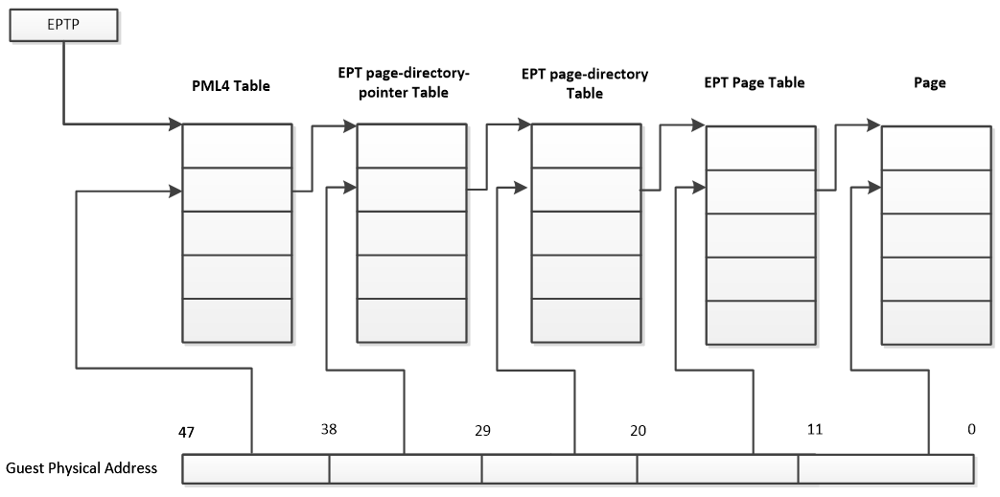 EPTP
PML4 Table
EPT page-directory-
pointer Table
EPT page-directory
Table
EPT Page Table
Page
47
38
29
20
11
0
Guest Physical Address